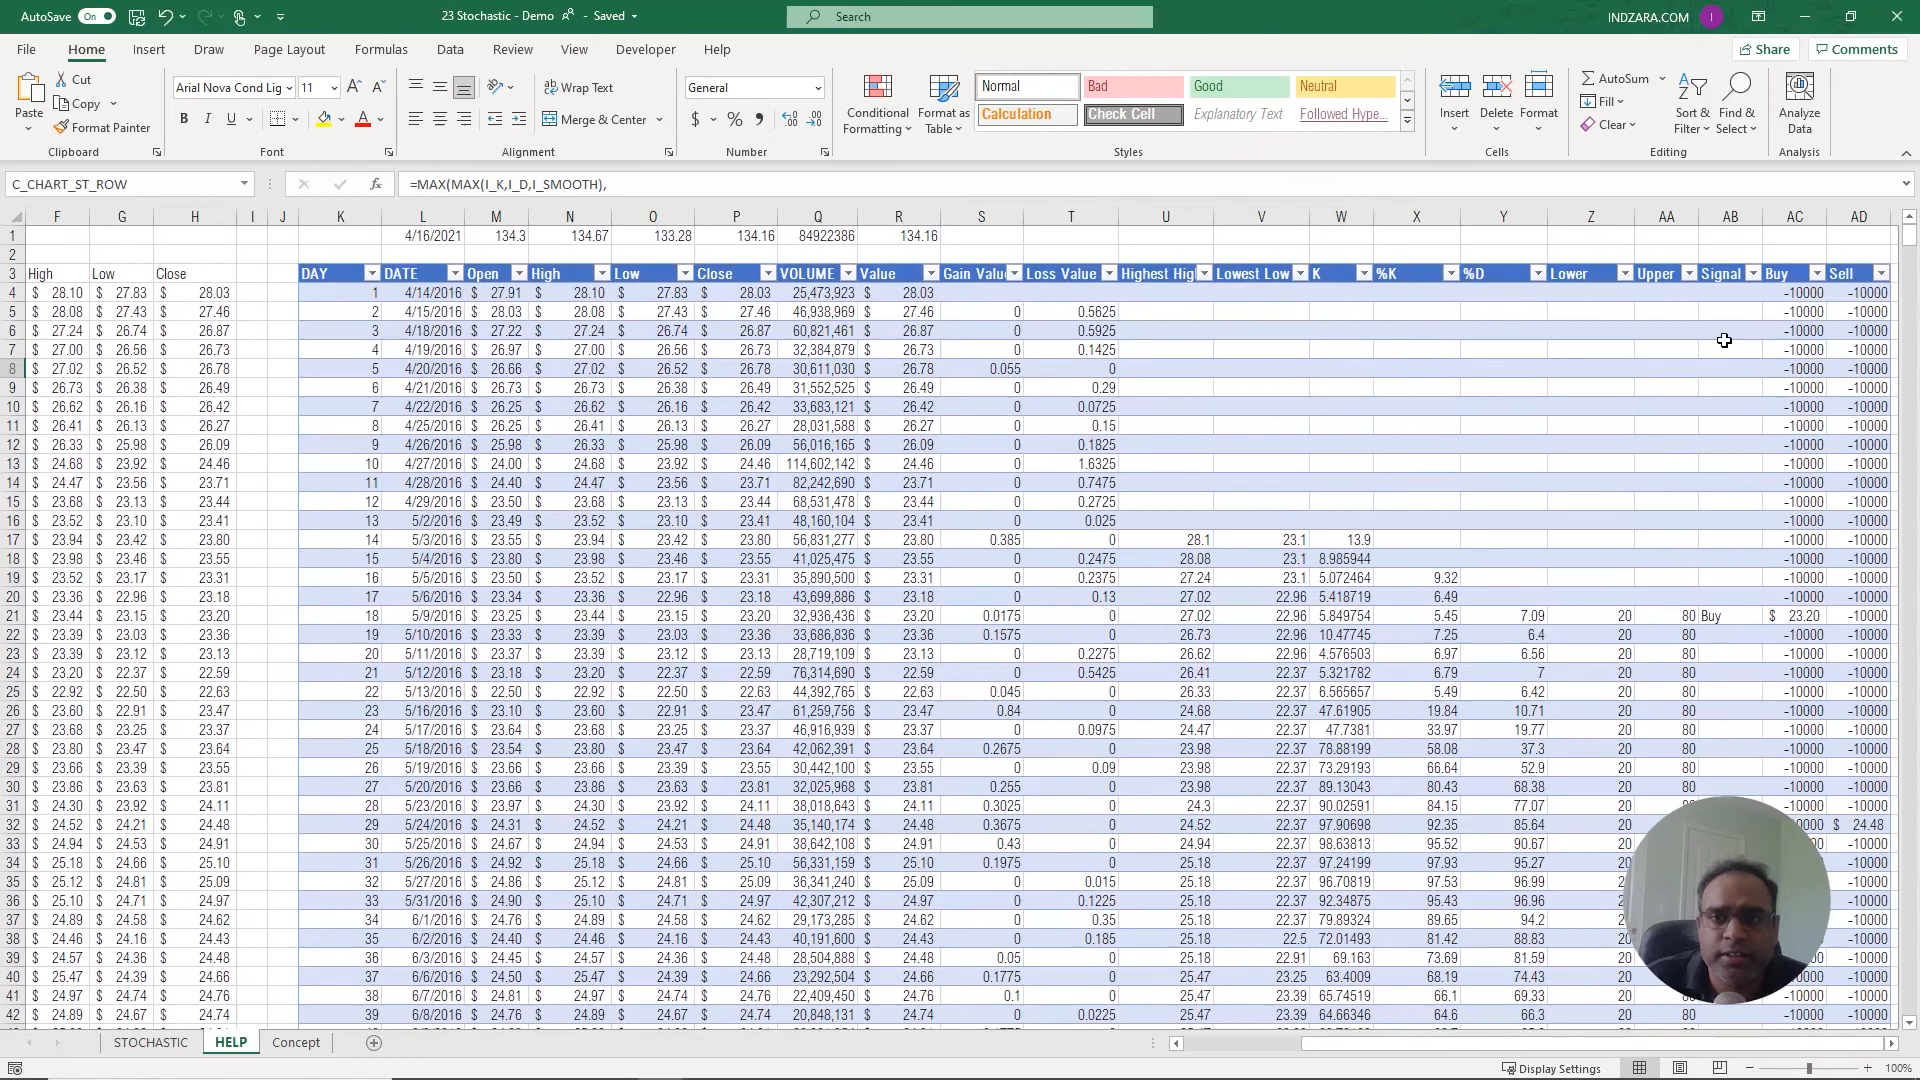 AutoSave On 23 Stochastic - Demo - Saved Search INDZARA.COM I
File Home Insert Draw Page Layout Formulas Data Review View Developer Help Share Comments
Paste Cut Copy Format Painter
Arial Nova Cond Lig 11 A A B I U A
Wrap Text Merge & Center
General $ % 9
Conditional Formatting Format as Table
Normal Bad Good Neutral
Calculation Check Cell Explanatory Text Followed Hype...
Insert Delete Format
AutoSum Fill Clear Sort & Filter Find & Select Analyze Data
Clipboard Font Alignment Number Styles Cells Editing Analysis
C_CHART_ST_ROW fx =MAX(MAX(I_K,I_D,I_SMOOTH),
F G H I J K L M N O P Q R S T U V W X Y Z AA AB AC AD
1 4/16/2021 134.3 134.67 133.28 134.16 84922386 134.16
2
3 High Low Close DAY DATE Open High Low Close VOLUME Value Gain Valu Loss Value Highest Hig Lowest Low K %K %D Lower Upper Signal Buy Sell
4 $ 28.10 $ 27.83 $ 28.03 1 4/14/2016 $ 27.91 $ 28.10 $ 27.83 $ 28.03 25,473,923 $ 28.03 -10000 -10000
5 $ 28.08 $ 27.43 $ 27.46 2 4/15/2016 $ 28.03 $ 28.08 $ 27.43 $ 27.46 46,938,969 $ 27.46 0 0.5625 -10000 -10000
6 $ 27.24 $ 26.74 $ 26.87 3 4/18/2016 $ 27.22 $ 27.24 $ 26.74 $ 26.87 60,821,461 $ 26.87 0 0.5925 -10000 -10000
7 $ 27.00 $ 26.56 $ 26.73 4 4/19/2016 $ 26.97 $ 27.00 $ 26.56 $ 26.73 32,384,879 $ 26.73 0 0.1425 -10000 -10000
8 $ 27.02 $ 26.52 $ 26.78 5 4/20/2016 $ 26.66 $ 27.02 $ 26.52 $ 26.78 30,611,030 $ 26.78 0.055 0 -10000 -10000
9 $ 26.73 $ 26.38 $ 26.49 6 4/21/2016 $ 26.73 $ 26.73 $ 26.38 $ 26.49 31,552,525 $ 26.49 0 0.29 -10000 -10000
10 $ 26.62 $ 26.16 $ 26.42 7 4/22/2016 $ 26.25 $ 26.62 $ 26.16 $ 26.42 33,683,121 $ 26.42 0 0.0725 -10000 -10000
11 $ 26.41 $ 26.13 $ 26.27 8 4/25/2016 $ 26.25 $ 26.41 $ 26.13 $ 26.27 28,031,588 $ 26.27 0 0.15 -10000 -10000
12 $ 26.33 $ 25.98 $ 26.09 9 4/26/2016 $ 25.98 $ 26.33 $ 25.98 $ 26.09 56,016,165 $ 26.09 0 0.1825 -10000 -10000
13 $ 24.68 $ 23.92 $ 24.46 10 4/27/2016 $ 24.00 $ 24.68 $ 23.92 $ 24.46 114,602,142 $ 24.46 0 1.6325 -10000 -10000
14 $ 24.47 $ 23.56 $ 23.71 11 4/28/2016 $ 24.40 $ 24.47 $ 23.56 $ 23.71 82,242,690 $ 23.71 0 0.7475 -10000 -10000
15 $ 23.68 $ 23.13 $ 23.44 12 4/29/2016 $ 23.50 $ 23.68 $ 23.13 $ 23.44 68,531,478 $ 23.44 0 0.2725 -10000 -10000
16 $ 23.52 $ 23.10 $ 23.41 13 5/2/2016 $ 23.49 $ 23.52 $ 23.10 $ 23.41 48,160,104 $ 23.41 0 0.025 -10000 -10000
17 $ 23.94 $ 23.42 $ 23.80 14 5/3/2016 $ 23.55 $ 23.94 $ 23.42 $ 23.80 56,831,277 $ 23.80 0.385 0 28.1 23.1 13.9 -10000 -10000
18 $ 23.98 $ 23.46 $ 23.55 15 5/4/2016 $ 23.80 $ 23.98 $ 23.46 $ 23.55 41,025,475 $ 23.55 0 0.2475 28.08 23.1 8.985944 -10000 -10000
19 $ 23.52 $ 23.17 $ 23.31 16 5/5/2016 $ 23.50 $ 23.52 $ 23.17 $ 23.31 35,890,500 $ 23.31 0 0.2375 27.24 23.1 5.072464 9.32 -10000 -10000
20 $ 23.36 $ 22.96 $ 23.18 17 5/6/2016 $ 23.34 $ 23.36 $ 22.96 $ 23.18 43,699,886 $ 23.18 0 0.13 27.02 22.96 5.418719 6.49 -10000 -10000
21 $ 23.44 $ 23.15 $ 23.20 18 5/9/2016 $ 23.25 $ 23.44 $ 23.15 $ 23.20 32,936,436 $ 23.20 0.0175 0 27.02 22.96 5.849754 5.45 7.09 20 80 Buy $ 23.20 -10000
22 $ 23.39 $ 23.03 $ 23.36 19 5/10/2016 $ 23.33 $ 23.39 $ 23.03 $ 23.36 33,686,836 $ 23.36 0.1575 0 26.73 22.96 10.47745 7.25 6.4 20 80 -10000 -10000
23 $ 23.39 $ 23.12 $ 23.13 20 5/11/2016 $ 23.37 $ 23.39 $ 23.12 $ 23.13 28,719,109 $ 23.13 0 0.2275 26.62 22.96 4.576503 6.97 6.56 20 80 -10000 -10000
24 $ 23.20 $ 22.37 $ 22.59 21 5/12/2016 $ 23.18 $ 23.20 $ 22.37 $ 22.59 76,314,690 $ 22.59 0 0.5425 26.41 22.37 5.321782 6.79 7 20 80 -10000 -10000
25 $ 22.92 $ 22.50 $ 22.63 22 5/13/2016 $ 22.50 $ 22.92 $ 22.50 $ 22.63 44,392,765 $ 22.63 0.045 0 26.33 22.37 6.565657 5.49 6.42 20 80 -10000 -10000
26 $ 23.60 $ 22.91 $ 23.47 23 5/16/2016 $ 23.10 $ 23.60 $ 22.91 $ 23.47 61,259,756 $ 23.47 0.84 0 24.68 22.37 47.61905 19.84 10.71 20 80 -10000 -10000
27 $ 23.68 $ 23.25 $ 23.37 24 5/17/2016 $ 23.64 $ 23.68 $ 23.25 $ 23.37 46,916,939 $ 23.37 0 0.0975 24.47 22.37 47.7381 33.97 19.77 20 80 -10000 -10000
28 $ 23.80 $ 23.47 $ 23.64 25 5/18/2016 $ 23.54 $ 23.80 $ 23.47 $ 23.64 42,062,391 $ 23.64 0.2675 0 23.98 22.37 78.88199 58.08 37.3 20 80 -10000 -10000
29 $ 23.66 $ 23.39 $ 23.55 26 5/19/2016 $ 23.66 $ 23.66 $ 23.39 $ 23.55 30,442,100 $ 23.55 0 0.09 23.98 22.37 73.29193 66.64 52.9 20 80 -10000 -10000
30 $ 23.86 $ 23.63 $ 23.81 27 5/20/2016 $ 23.66 $ 23.86 $ 23.63 $ 23.81 32,025,968 $ 23.81 0.255 0 23.98 22.37 89.13043 80.43 68.38 20 80 -10000 -10000
31 $ 24.30 $ 23.92 $ 24.11 28 5/23/2016 $ 23.97 $ 24.30 $ 23.92 $ 24.11 38,018,643 $ 24.11 0.3025 0 24.3 22.37 90.02591 84.15 77.07 20 -10000 -10000
32 $ 24.52 $ 24.21 $ 24.48 29 5/24/2016 $ 24.31 $ 24.52 $ 24.21 $ 24.48 35,140,174 $ 24.48 0.3675 0 24.52 22.37 97.90698 92.35 85.64 20 $ 24.48
33 $ 24.94 $ 24.53 $ 24.91 30 5/25/2016 $ 24.67 $ 24.94 $ 24.53 $ 24.91 38,642,108 $ 24.91 0.43 0 24.94 22.37 98.63813 95.52 90.67 20 -10000
34 $ 25.18 $ 24.66 $ 25.10 31 5/26/2016 $ 24.92 $ 25.18 $ 24.66 $ 25.10 56,331,159 $ 25.10 0.1975 0 25.18 22.37 97.24199 97.93 95.27 20 -10000
35 $ 25.12 $ 24.81 $ 25.09 32 5/27/2016 $ 24.86 $ 25.12 $ 24.81 $ 25.09 36,341,240 $ 25.09 0 0.015 25.18 22.37 96.70819 97.53 96.99 -10000
36 $ 25.10 $ 24.71 $ 24.97 33 5/31/2016 $ 24.90 $ 25.10 $ 24.71 $ 24.97 42,307,212 $ 24.97 0 0.1225 25.18 22.37 92.34875 95.43 96.96 -10000
37 $ 24.89 $ 24.58 $ 24.62 34 6/1/2016 $ 24.76 $ 24.89 $ 24.58 $ 24.62 29,173,285 $ 24.62 0 0.35 25.18 22.37 79.89324 89.65 94.2 -10000
38 $ 24.46 $ 24.16 $ 24.43 35 6/2/2016 $ 24.40 $ 24.46 $ 24.16 $ 24.43 40,191,600 $ 24.43 0 0.185 25.18 22.5 72.01493 81.42 88.83 -10000
39 $ 24.57 $ 24.36 $ 24.48 36 6/3/2016 $ 24.45 $ 24.57 $ 24.36 $ 24.48 28,504,888 $ 24.48 0.05 0 25.18 22.91 69.163 73.69 81.59 20 -10000
40 $ 25.47 $ 24.39 $ 24.66 37 6/6/2016 $ 24.50 $ 25.47 $ 24.39 $ 24.66 23,292,504 $ 24.66 0.1775 0 25.47 23.25 63.4009 68.19 74.43 20 -10000
41 $ 24.97 $ 24.74 $ 24.76 38 6/7/2016 $ 24.81 $ 24.97 $ 24.74 $ 24.76 22,409,450 $ 24.76 0.1 0 25.47 23.39 65.74519 66.1 69.33 20 -10000 -10000
42 $ 24.89 $ 24.67 $ 24.74 39 6/8/2016 $ 24.76 $ 24.89 $ 24.67 $ 24.74 20,848,131 $ 24.74 0 0.0225 25.47 23.39 64.66346 64.6 66.3 20 80 -10000 -10000
STOCHASTIC HELP Concept
Display Settings 100%